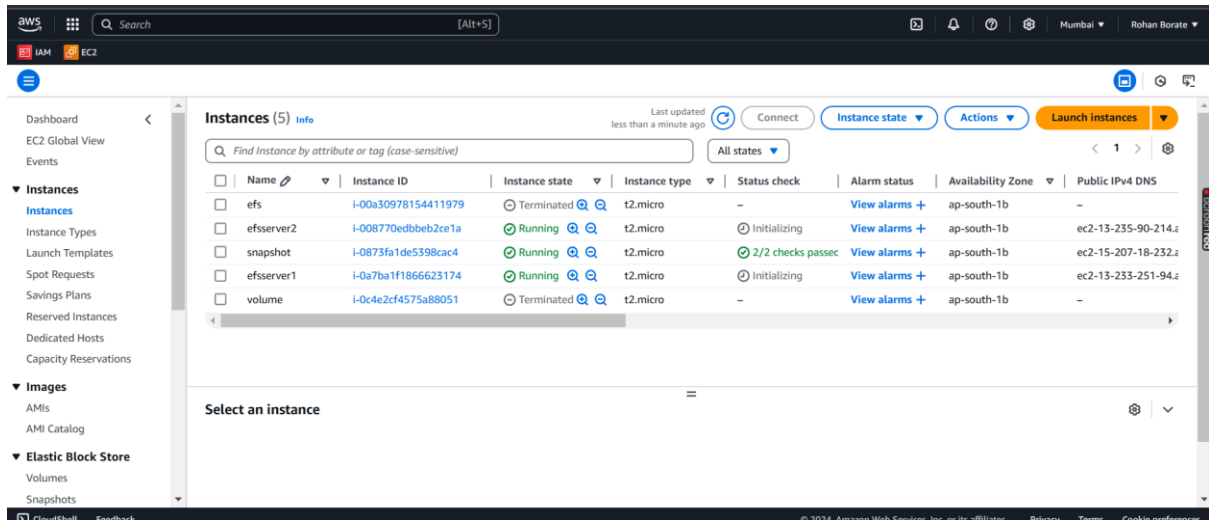 aws Search [Alt+S] Mumbai Rohan Borate
IAM EC2
Dashboard
EC2 Global View
Events
Instances
Instances
Instance Types
Launch Templates
Spot Requests
Savings Plans
Reserved Instances
Dedicated Hosts
Capacity Reservations
Images
AMIs
AMI Catalog
Elastic Block Store
Volumes
Snapshots
Instances (5) Info
Last updated
less than a minute ago
Connect Instance state Actions Launch instances
Find Instance by attribute or tag (case-sensitive)
All states
1
Name Instance ID Instance state Instance type Status check Alarm status Availability Zone Public IPv4 DNS
efs i-00a30978154411979 Terminated t2.micro – View alarms + ap-south-1b –
efsserver2 i-008770edbbeb2ce1a Running t2.micro Initializing View alarms + ap-south-1b ec2-13-235-90-214.a
snapshot i-0873fa1de5398cac4 Running t2.micro 2/2 checks passec View alarms + ap-south-1b ec2-15-207-18-232.a
efsserver1 i-0a7ba1f1866623174 Running t2.micro Initializing View alarms + ap-south-1b ec2-13-233-251-94.a
volume i-0c4e2cf4575a88051 Terminated t2.micro – View alarms + ap-south-1b –
Select an instance
CloudShell Feedback © 2024, Amazon Web Services, Inc. or its affiliates. Privacy Terms Cookie preferences